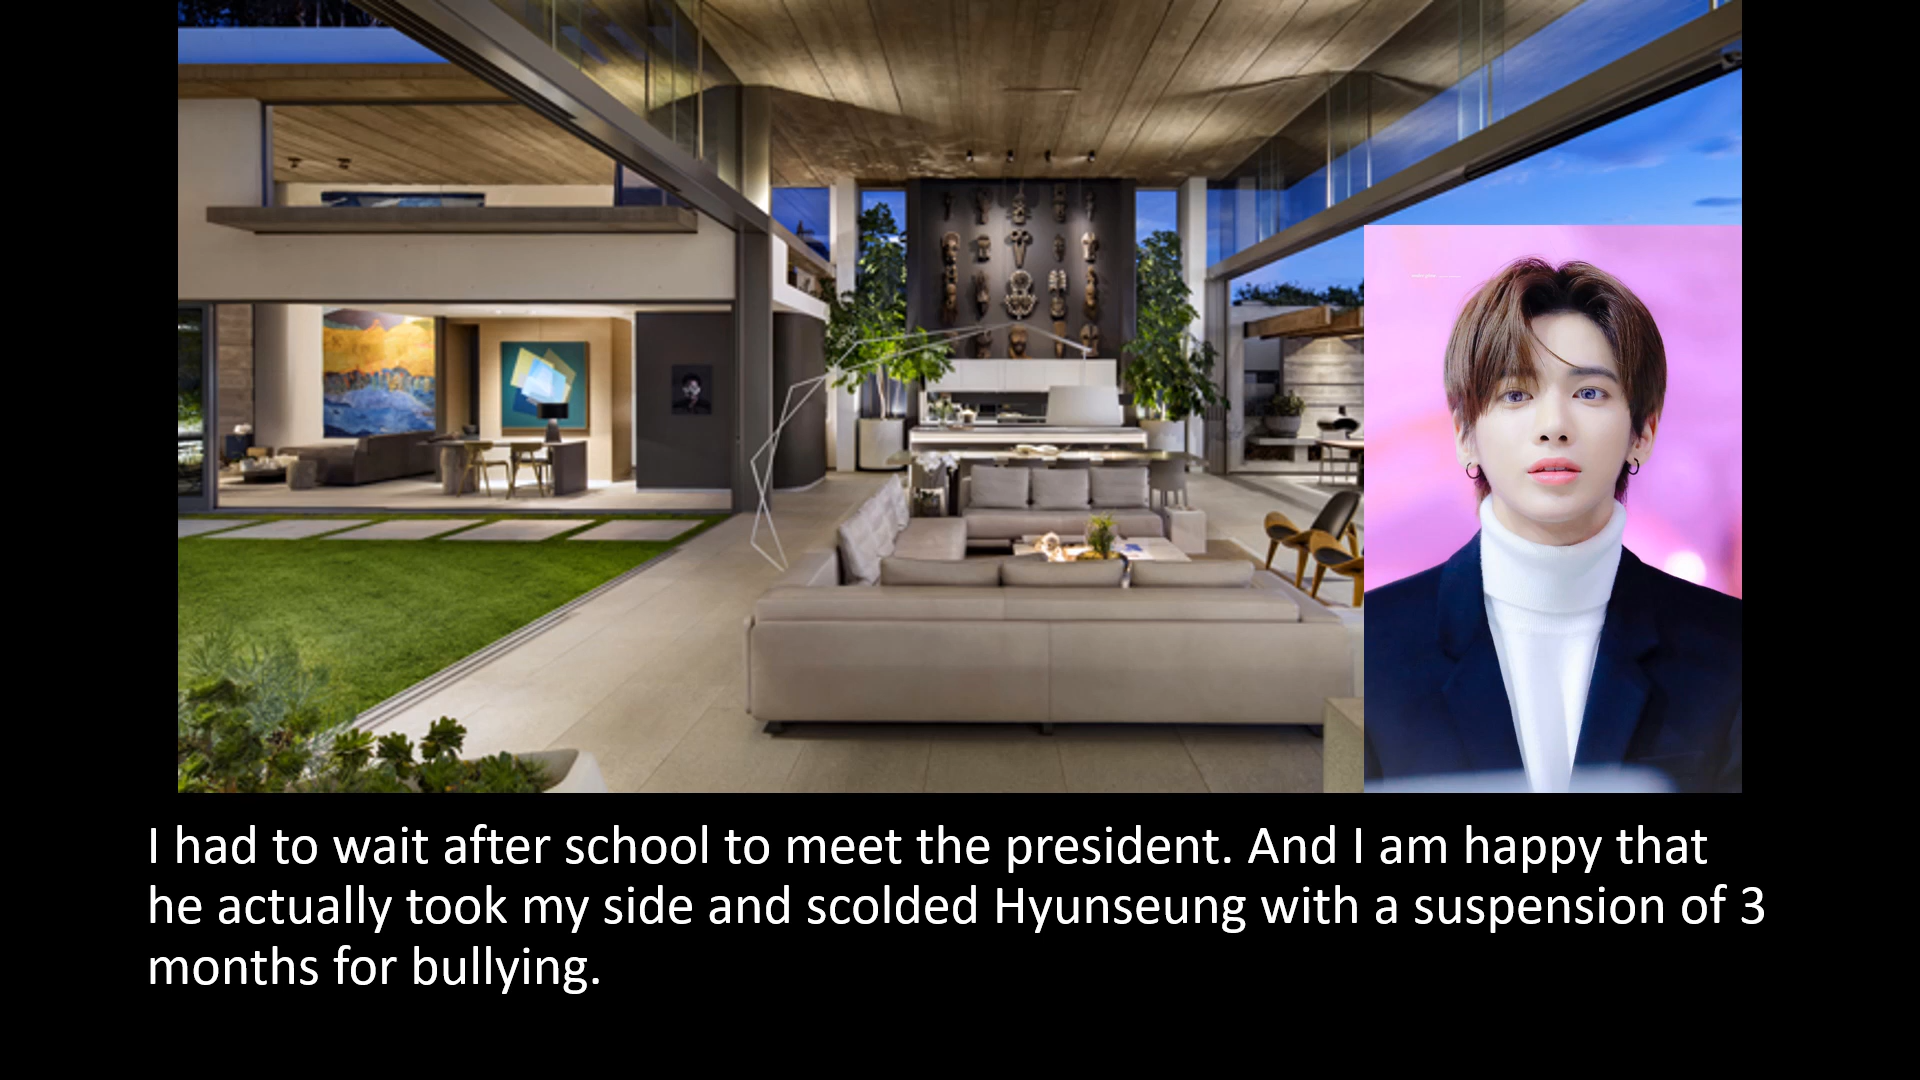 I had to wait after school to meet the president. And I am happy that
he actually took my side and scolded Hyunseung with a suspension of 3
months for bullying.